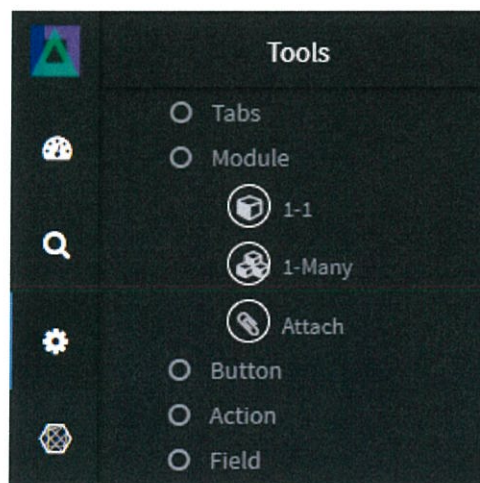 Tools
Tabs
Module
1-1
1-Many
Attach
Button
Action
Field